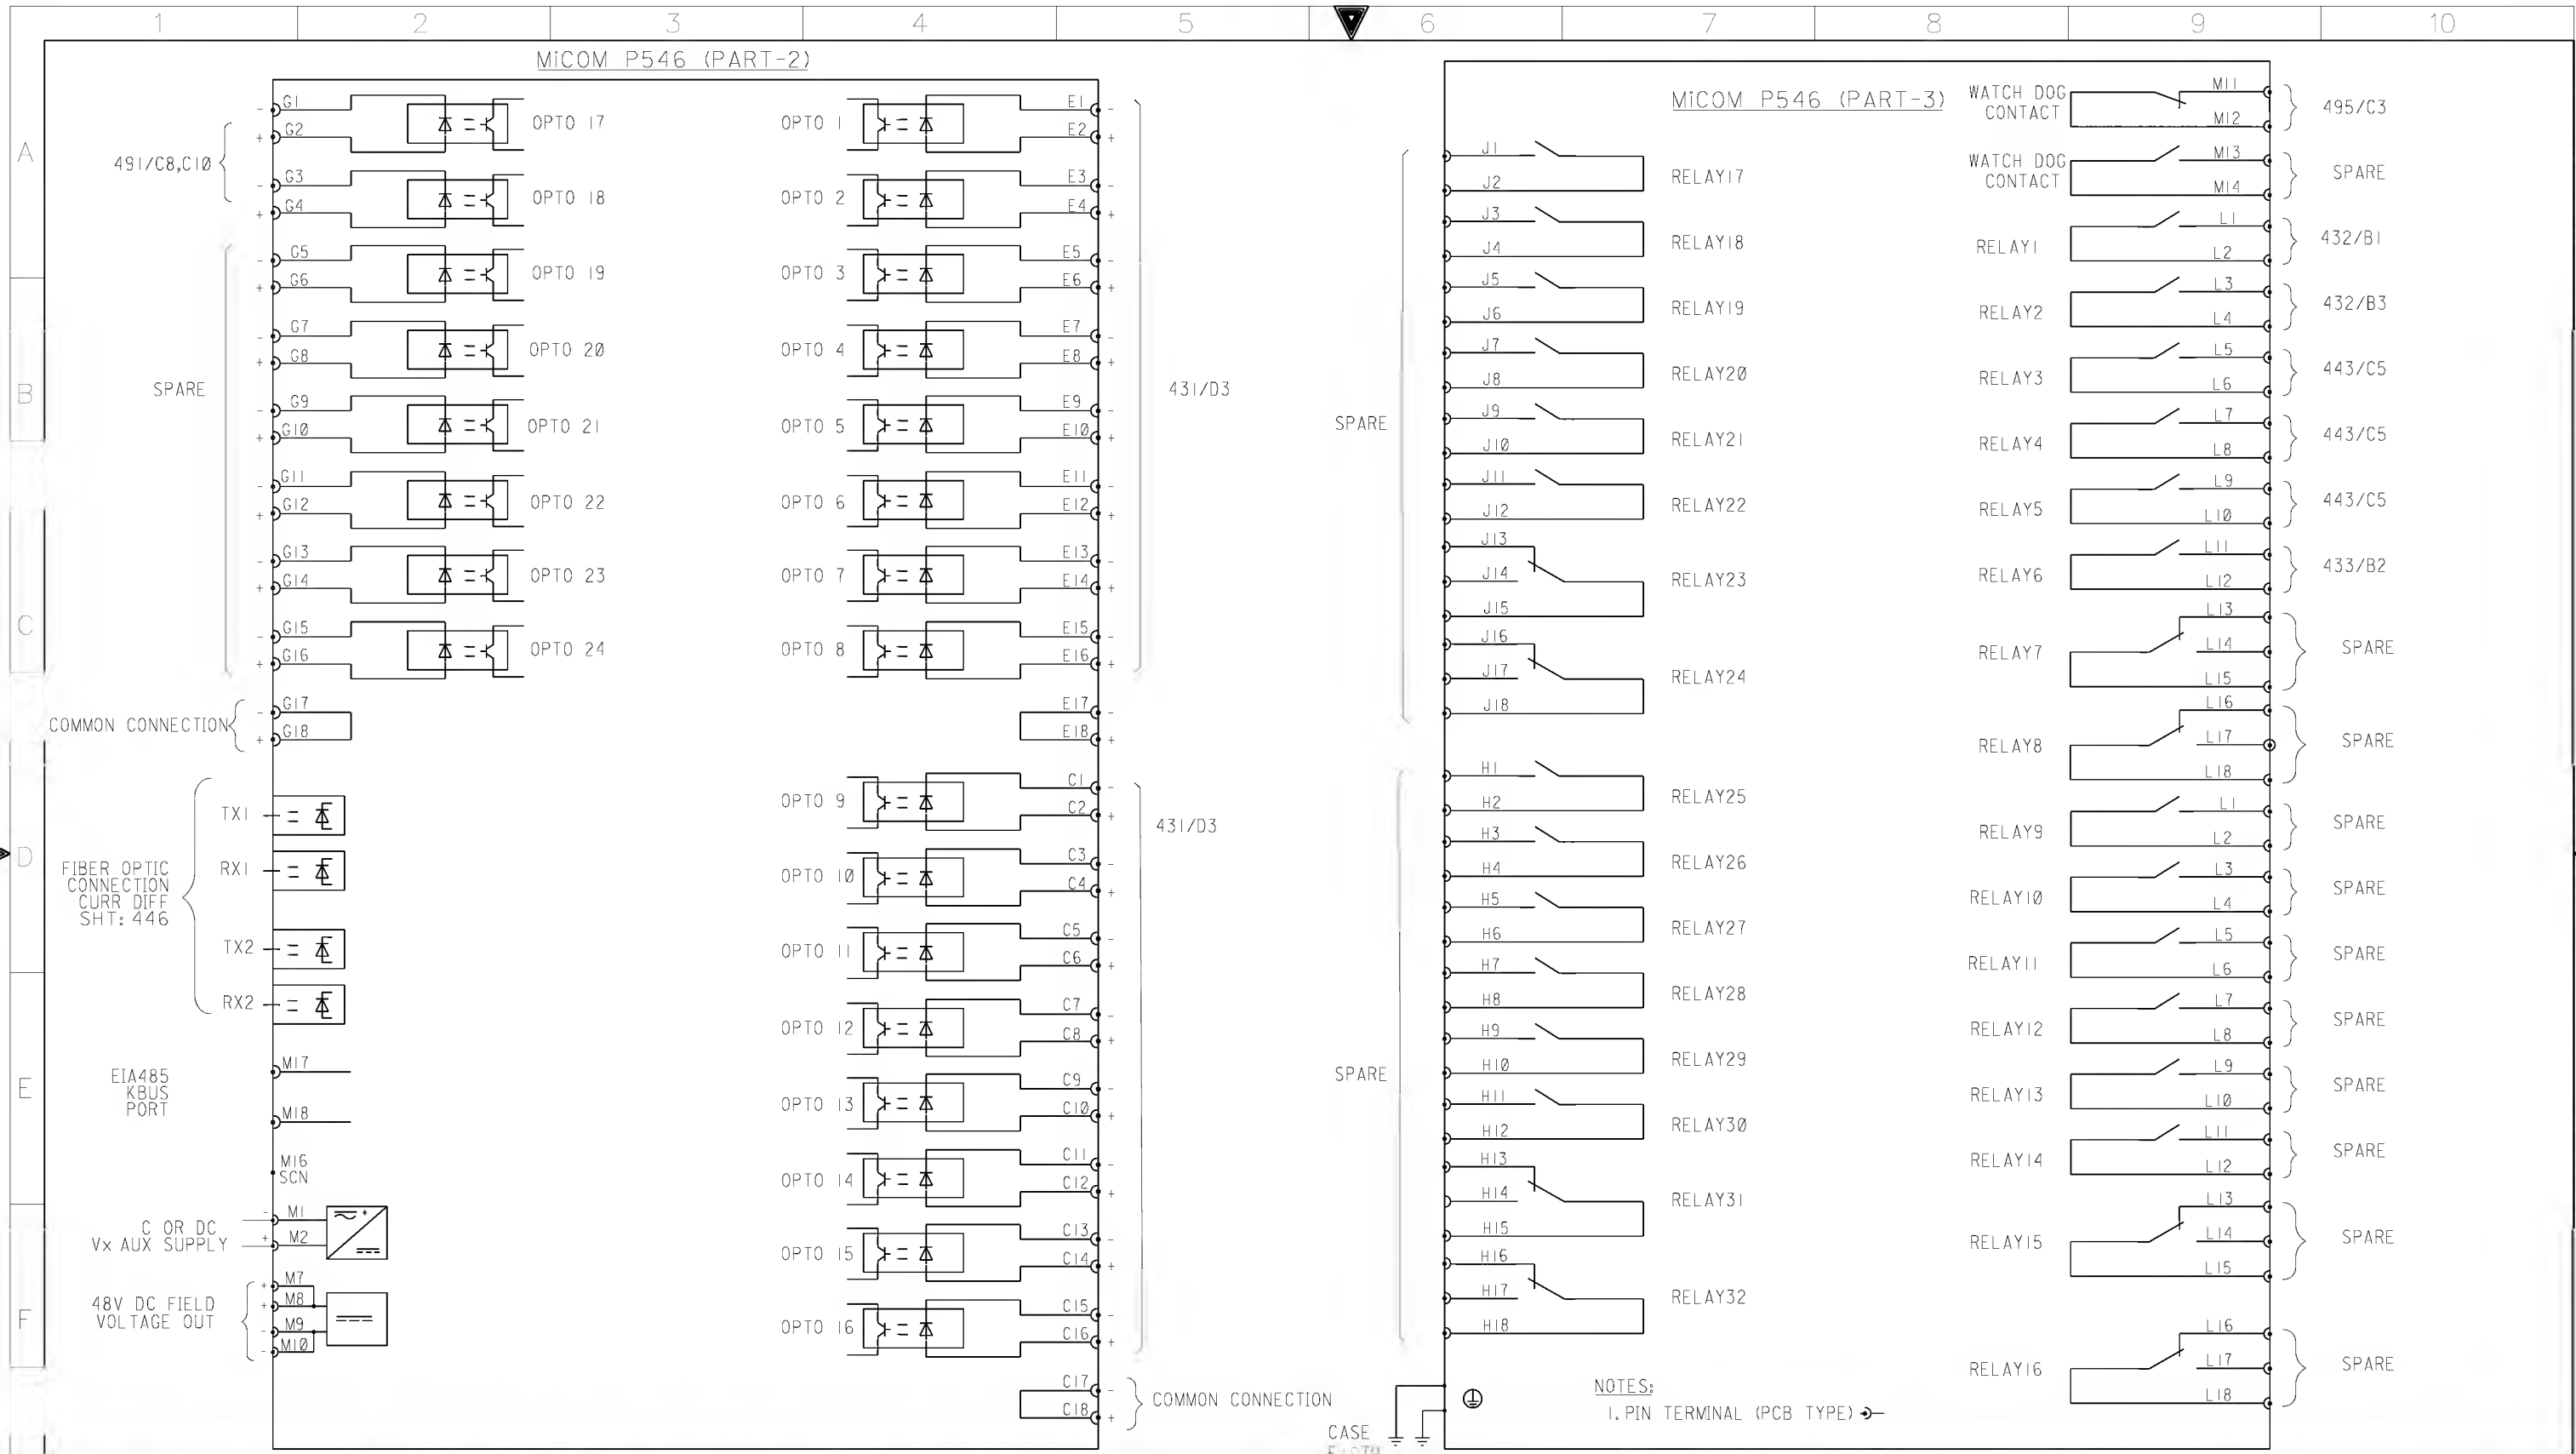 1 2 3 4 5 6 7 8 9 10
A
B
C
D
E
F
MiCOM P546 (PART-2)
- G1 OPTO 17
+ G2
491/C8,C10
- G3 OPTO 18
+ G4
- G5 OPTO 19
+ G6
- G7 OPTO 20
+ G8
SPARE
- G9 OPTO 21
+ G10
- G11 OPTO 22
+ G12
- G13 OPTO 23
+ G14
- G15 OPTO 24
+ G16
COMMON CONNECTION
- G17
+ G18
TX1
RX1
FIBER OPTIC
CONNECTION
CURR DIFF
SHT: 446
TX2
RX2
EIA485
KBUS
PORT
M17
M18
M16
SCN
C OR DC
Vx AUX SUPPLY
- M1
+ M2
48V DC FIELD
VOLTAGE OUT
+ M7
+ M8
- M9
- M10
OPTO 1 E1 -
E2 +
OPTO 2 E3 -
E4 +
OPTO 3 E5 -
E6 +
OPTO 4 E7 -
E8 +
431/D3
OPTO 5 E9 -
E10 +
OPTO 6 E11 -
E12 +
OPTO 7 E13 -
E14 +
OPTO 8 E15 -
E16 +
E17 -
E18 +
OPTO 9 C1 -
C2 +
431/D3
OPTO 10 C3 -
C4 +
OPTO 11 C5 -
C6 +
OPTO 12 C7 -
C8 +
OPTO 13 C9 -
C10 +
OPTO 14 C11 -
C12 +
OPTO 15 C13 -
C14 +
OPTO 16 C15 -
C16 +
C17 -
C18 +
COMMON CONNECTION
MiCOM P546 (PART-3)
J1
J2 RELAY17
J3
J4 RELAY18
J5
J6 RELAY19
J7
J8 RELAY20
SPARE
J9
J10 RELAY21
J11
J12 RELAY22
J13
J14 RELAY23
J15
J16
J17 RELAY24
J18
H1
H2 RELAY25
H3
H4 RELAY26
H5
H6 RELAY27
H7
H8 RELAY28
SPARE
H9
H10 RELAY29
H11
H12 RELAY30
H13
H14 RELAY31
H15
H16
H17 RELAY32
H18
CASE
NOTES:
1. PIN TERMINAL (PCB TYPE)
WATCH DOG
CONTACT
M11
M12
495/C3
WATCH DOG
CONTACT
M13
M14
SPARE
RELAY1 L1
L2
432/B1
RELAY2 L3
L4
432/B3
RELAY3 L5
L6
443/C5
RELAY4 L7
L8
443/C5
RELAY5 L9
L10
443/C5
RELAY6 L11
L12
433/B2
L13
RELAY7 L14 SPARE
L15
L16
RELAY8 L17 SPARE
L18
RELAY9 L1
L2
SPARE
RELAY10 L3
L4
SPARE
RELAY11 L5
L6
SPARE
RELAY12 L7
L8
SPARE
RELAY13 L9
L10
SPARE
RELAY14 L11
L12
SPARE
L13
RELAY15 L14 SPARE
L15
L16
RELAY16 L17 SPARE
L18